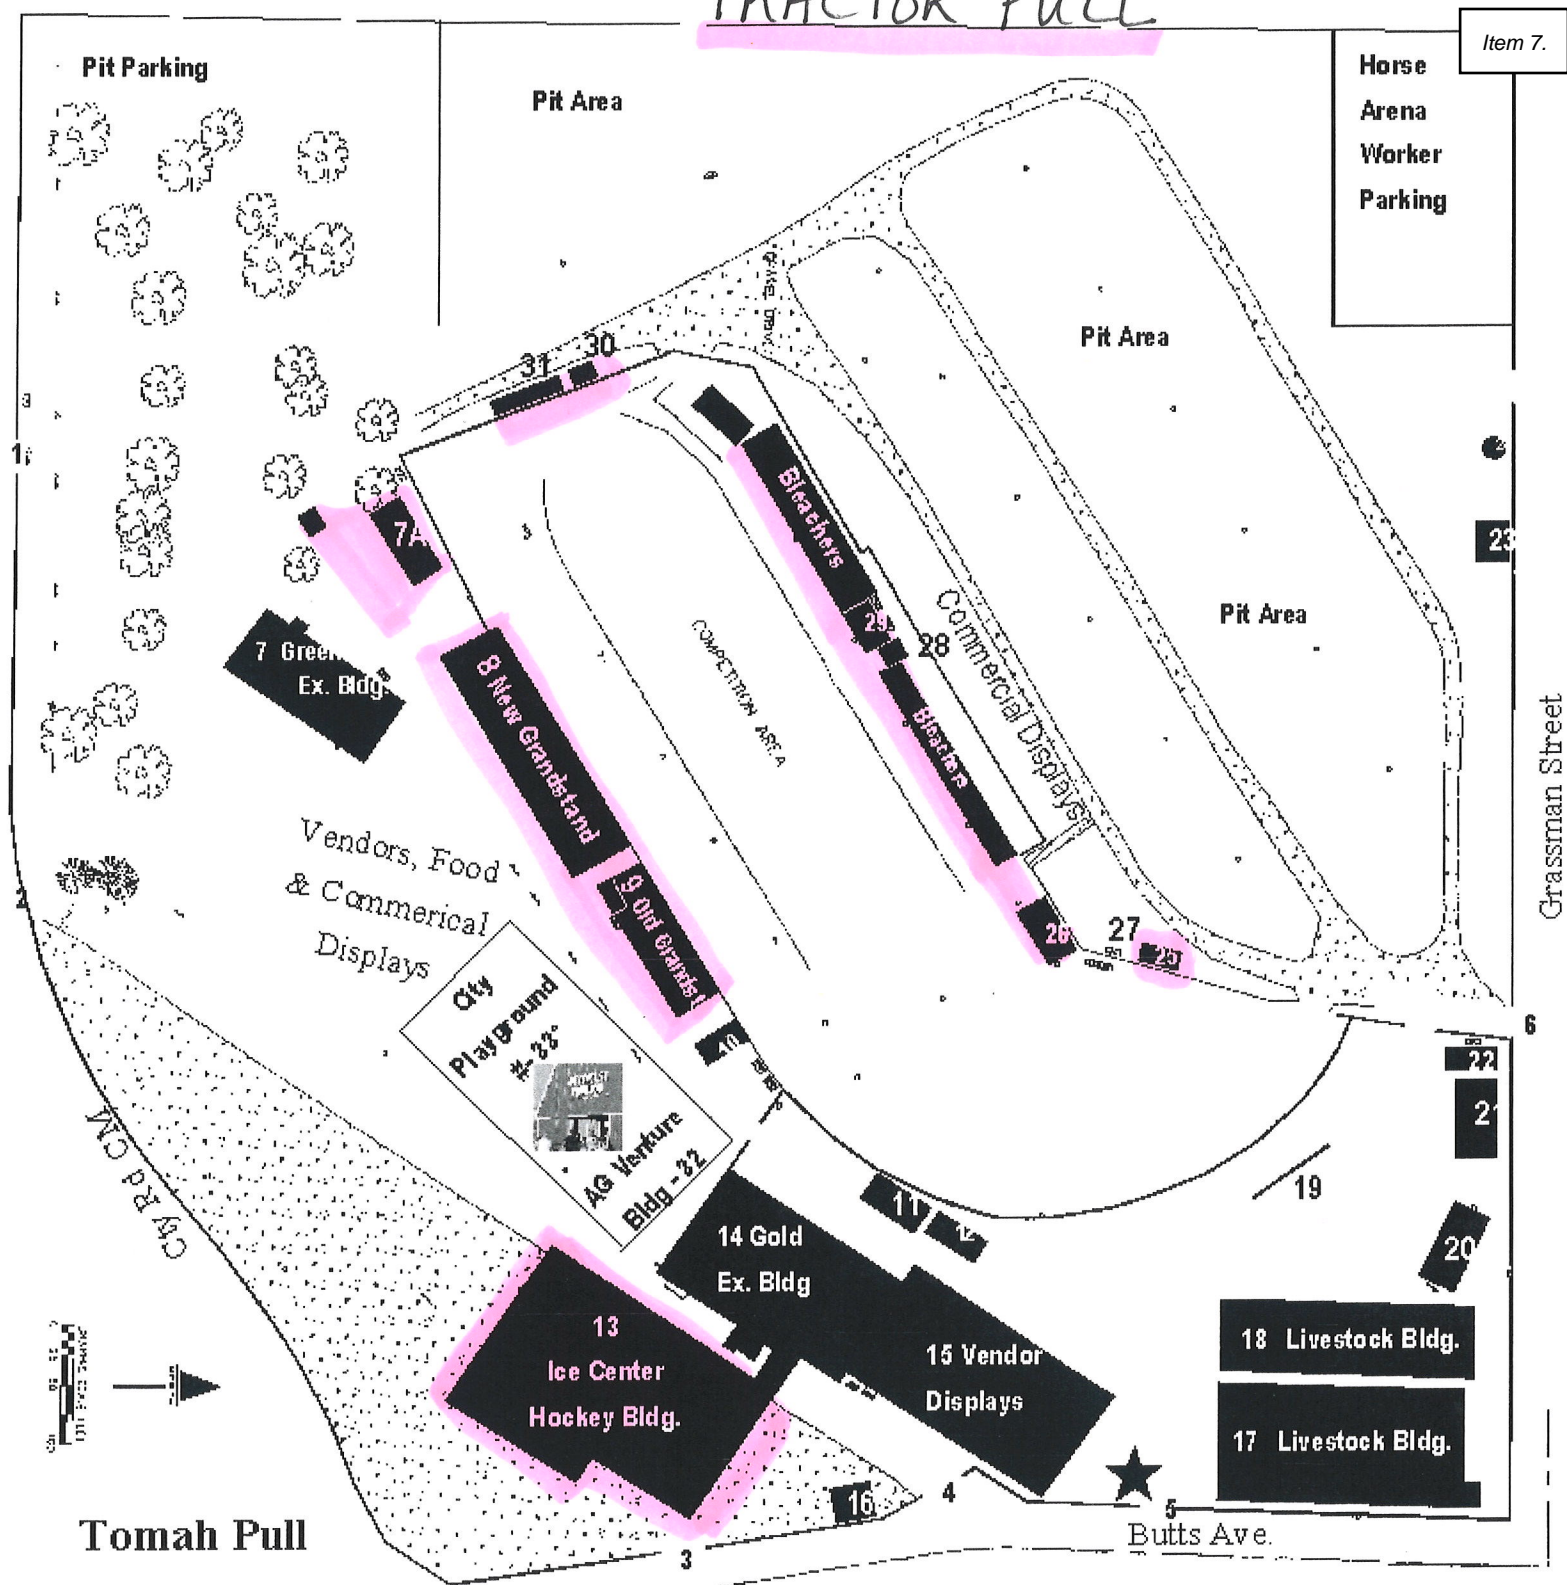 TRACTOR PULL
Item 7.
Pit Parking
Pit Area
Horse
Arena
Worker
Parking
Pit Area
31
30
1
Bleachers
23
7 Green
Ex. Bldg.
8 New Grandstand
COMPETITION AREA
29
28
Commercial Displays
Bleachers
Pit Area
Grassman Street
Vendors, Food
& Commerical
Displays
2
9 Old Grandst
26
27
25
6
City
Playground
AG Venture
Bldg - 32
10
22
21
Cty Rd CM
11
12
19
20
14 Gold
Ex. Bldg
13
Ice Center
Hockey Bldg.
15 Vendor
Displays
18 Livestock Bldg.
17 Livestock Bldg.
16
4
5
Butts Ave.
3
Tomah Pull